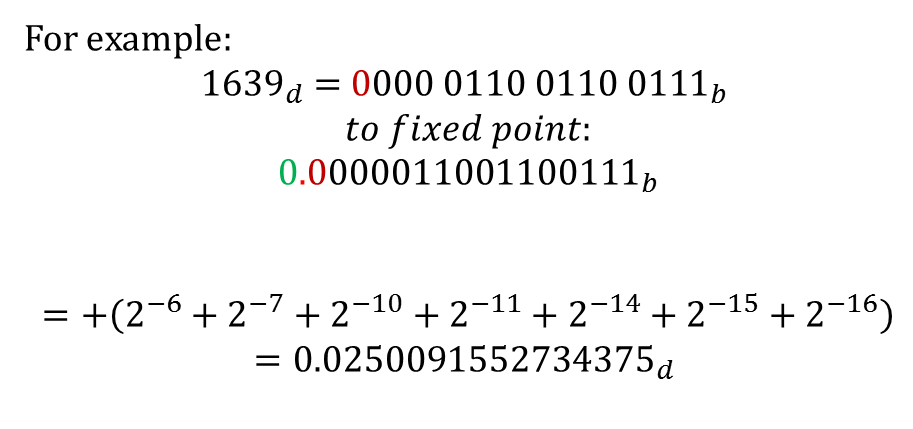 For example:
1639_d = 0000 0110 0110 0111_b
to fixed point:
0.0000011001100111_b
= +(2^−6 + 2^−7 + 2^−10 + 2^−11 + 2^−14 + 2^−15 + 2^−16)
= 0.0250091552734375_d